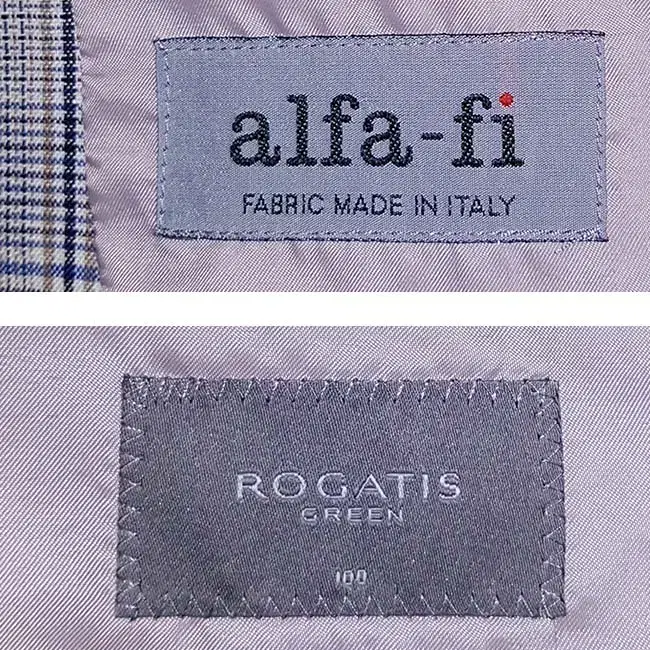 alfa-fi
FABRIC MADE IN ITALY
ROGATIS
GREEN
100